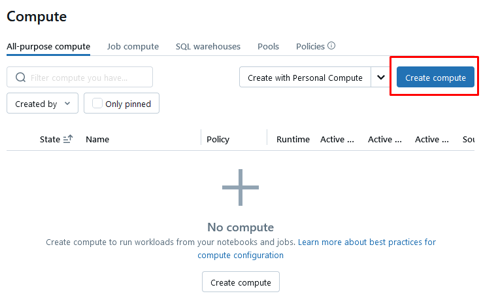 Compute
All-purpose compute Job compute SQL warehouses Pools Policies
Filter compute you have... Create with Personal Compute Create compute
Created by Only pinned
State Name Policy Runtime Active ... Active ... Active ... Sou
No compute
Create compute to run workloads from your notebooks and jobs. Learn more about best practices for
compute configuration
Create compute